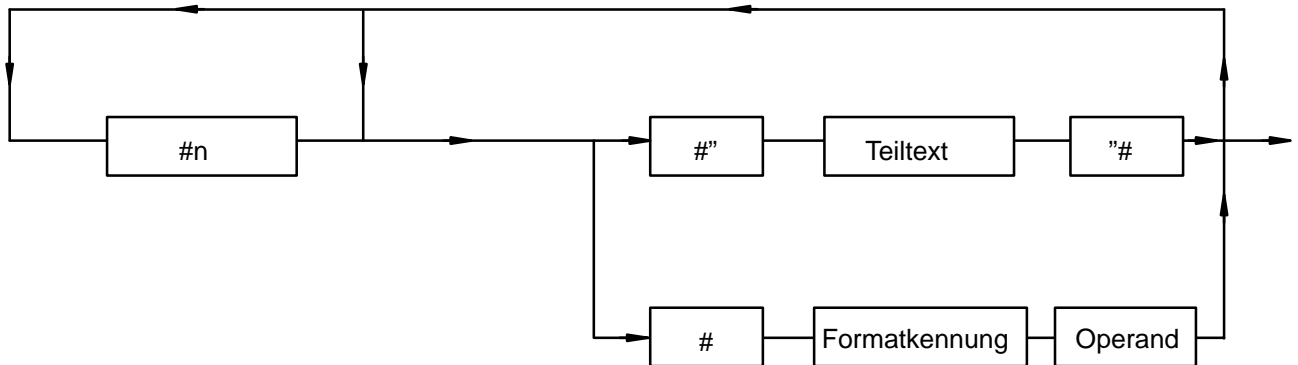 #n
#” Teiltext ”#
# Formatkennung Operand